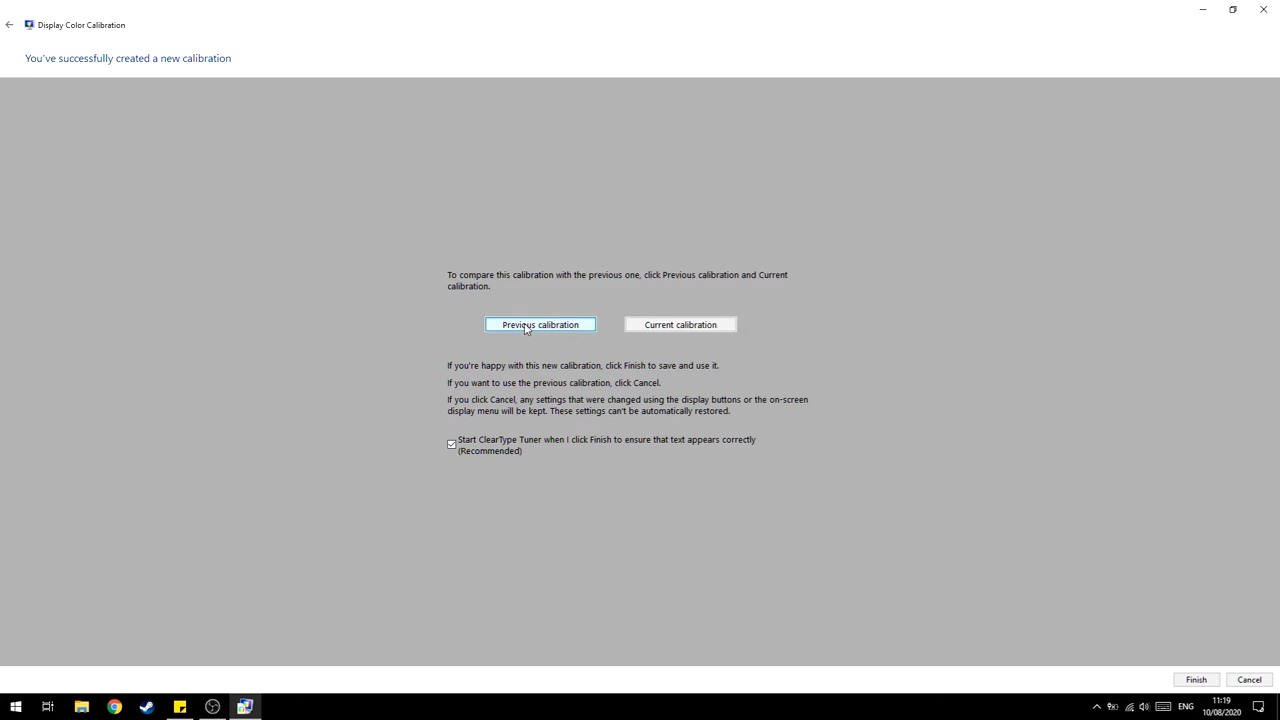 Display Color Calibration
You've successfully created a new calibration
To compare this calibration with the previous one, click Previous calibration and Current
calibration.
Previous calibration
Current calibration
If you're happy with this new calibration, click Finish to save and use it.
If you want to use the previous calibration, click Cancel.
If you click Cancel, any settings that were changed using the display buttons or the on-screen
display menu will be kept. These settings can't be automatically restored.
Start ClearType Tuner when I click Finish to ensure that text appears correctly
(Recommended)
Finish
Cancel
ENG
11:19
10/08/2020